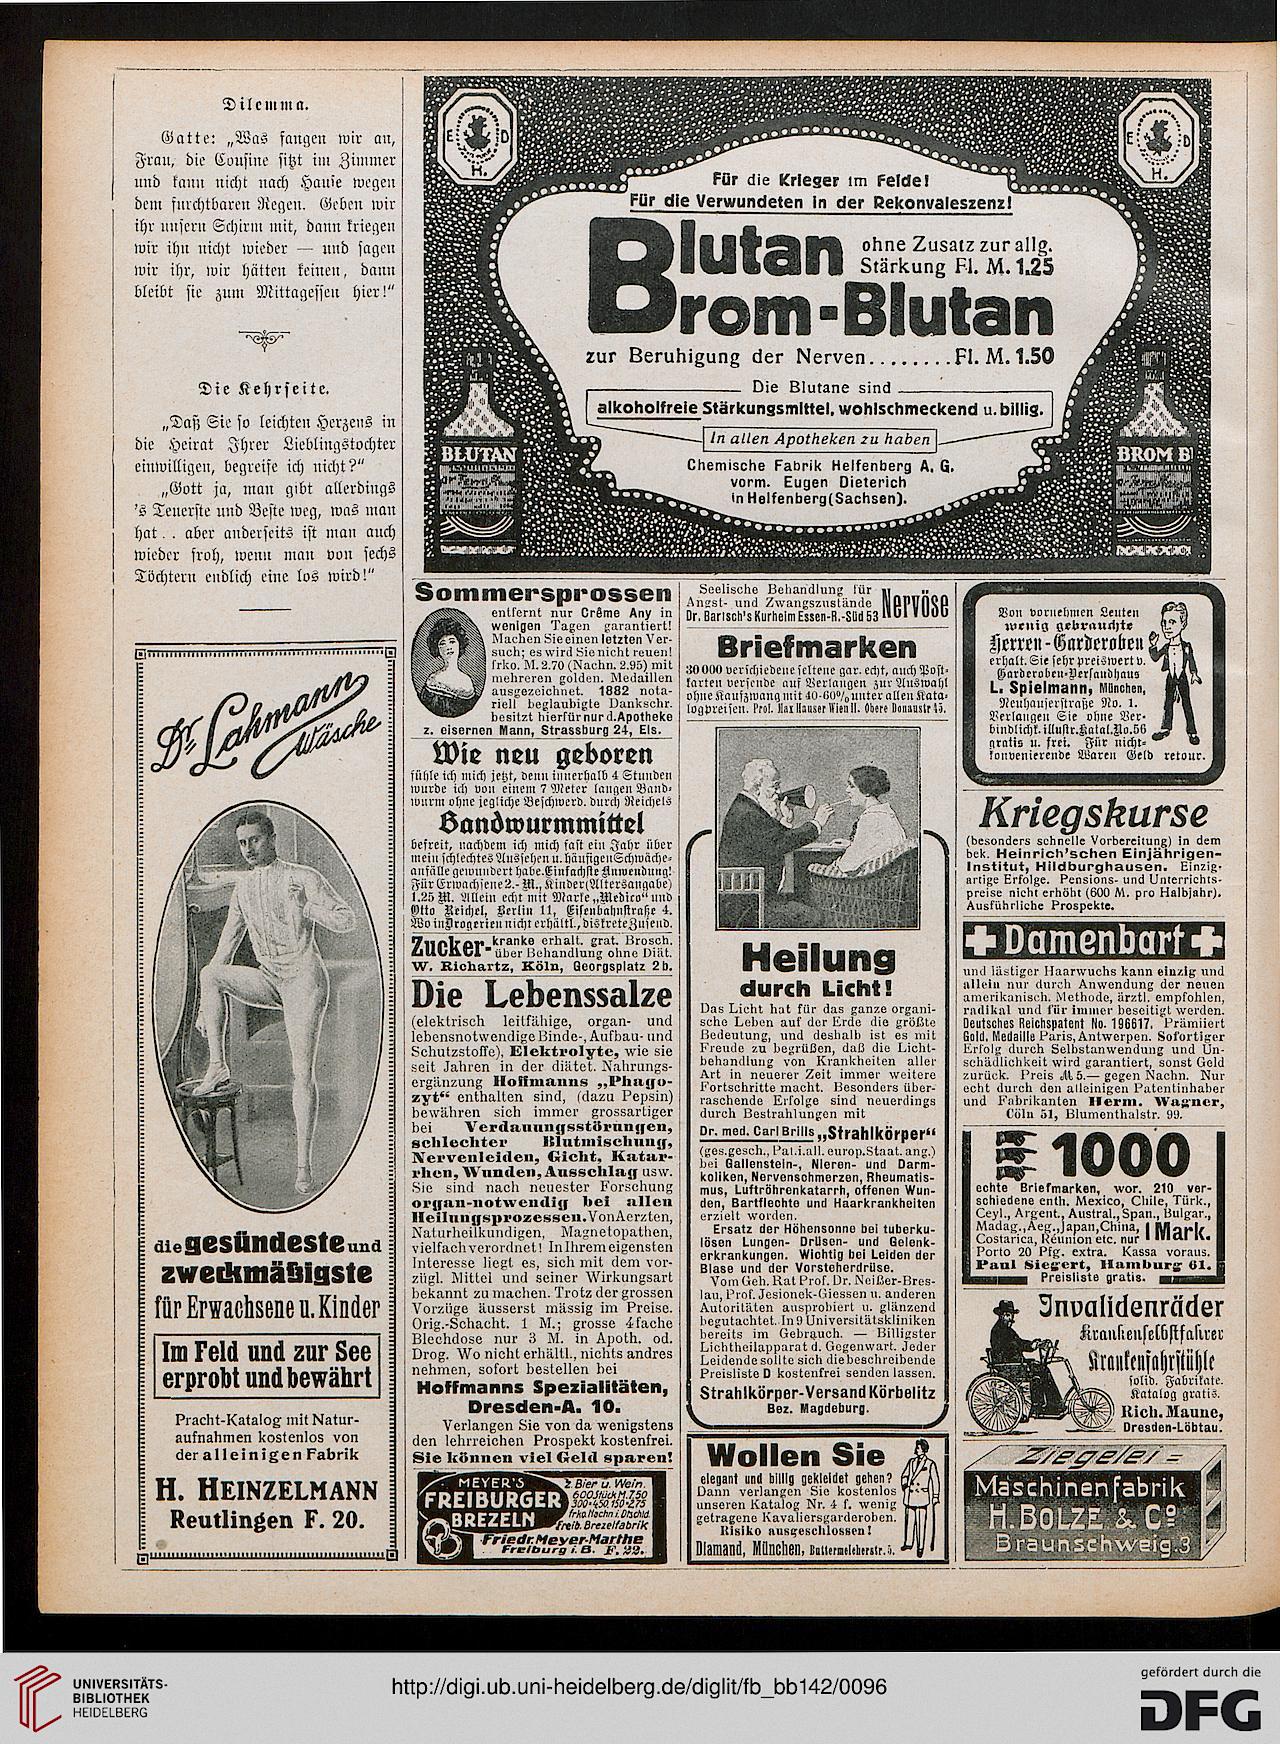 Dilemma.
Gatte: „Was fangen wir an,
Frau, die Cousine sitzt im Zimmer
und kann nicht nach Hause wegen
dem furchtbaren Regen. Geben wir
ihr unsern Schirm mit, dann kriegen
wir ihn nicht wieder — und sagen
wir ihr, wir hätten keinen, dann
bleibt sie zum Mittagessen hier!“
Die Kehrseite.
„Daß Sie so leichten Herzens in
die Heirat Ihrer Lieblingstochter
einwilligen, begreife ich nicht?“
„Gott ja, man gibt allerdings
's Teuerste und Beste weg, was man
hat . . aber anderseits ist man auch
wieder froh, wenn man von sechs
Töchtern endlich eine los wird!“
Dr. Lahmann
Wäsche
die gesündeste und
zweckmäßigste
für Erwachsene u. Kinder
Im Feld und zur See
erprobt und bewährt
Pracht-Katalog mit Natur-
aufnahmen kostenlos von
der alleinigen Fabrik
H. HEINZELMANN
Reutlingen F. 20.
E D
H.
E D
H.
Für die Krieger im Felde!
Für die Verwundeten in der Rekonvaleszenz!
Blutan ohne Zusatz zur allg.
Stärkung Fl. M. 1.25
Brom-Blutan
zur Beruhigung der Nerven........Fl. M. 1.50
Die Blutane sind
alkoholfreie Stärkungsmittel, wohlschmeckend u. billig.
In allen Apotheken zu haben
Chemische Fabrik Helfenberg A. G.
vorm. Eugen Dieterich
in Helfenberg (Sachsen).
BLUTAN
BROM B
Sommersprossen
entfernt nur Crême Any in
wenigen Tagen garantiert!
Machen Sie einen letzten Ver-
such; es wird Sie nicht reuen!
frko. M. 2.70 (Nachn. 2.95) mit
mehreren golden. Medaillen
ausgezeichnet. 1882 nota-
riell beglaubigte Dankschr.
besitzt hierfür nur d. Apotheke
z. eisernen Mann, Strassburg 24, Els.
Wie neu geboren
fühle ich mich jetzt, denn innerhalb 4 Stunden
wurde ich von einem 7 Meter langen Band-
wurm ohne jegliche Beschwerd. durch Reichels
Bandwurmmittel
befreit, nachdem ich mich fast ein Jahr über
mein schlechtes Aussehen u. häufigen Schwäche-
anfälle gewundert habe. Einfachste Anwendung!
Für Erwachsene 2.- M., Kinder (Altersangabe)
1.25 M. Allein echt mit Marke „Medico“ und
Otto Reichel, Berlin 11, Eisenbahnstraße 4.
Wo in Drogerien nicht erhältl., diskrete Zusend.
Zucker-kranke erhalt. grat. Brosch.
über Behandlung ohne Diät.
W. Richartz, Köln, Georgsplatz 2b.
Die Lebenssalze
(elektrisch leitfähige, organ- und
lebensnotwendige Binde-, Aufbau- und
Schutzstoffe), Elektrolyte, wie sie
seit Jahren in der diätet. Nahrungs-
ergänzung Hoffmanns „Phago-
zyt“ enthalten sind, (dazu Pepsin)
bewähren sich immer grossartiger
bei Verdauungsstörungen,
schlechter Blutmischung,
Nervenleiden, Gicht, Katar-
rhen, Wunden, Ausschlag usw.
Sie sind nach neuester Forschung
organ-notwendig bei allen
Heilungsprozessen. Von Aerzten,
Naturheilkundigen, Magnetopathen,
vielfach verordnet! In Ihrem eigensten
Interesse liegt es, sich mit dem vor-
zügl. Mittel und seiner Wirkungsart
bekannt zu machen. Trotz der grossen
Vorzüge äusserst mässig im Preise.
Orig.-Schacht. 1 M.; grosse 4fache
Blechdose nur 3 M. in Apoth. od.
Drog. Wo nicht erhältl., nichts andres
nehmen, sofort bestellen bei
Hoffmanns Spezialitäten,
Dresden-A. 10.
Verlangen Sie von da wenigstens
den lehrreichen Prospekt kostenfrei.
Sie können viel Geld sparen!
MEYER'S
FREIBURGER
BREZELN
z. Bier u. Wein.
600 Stück M. 7.50
300=4.50 150=2.75
frko. Nachn. i. Dtschld.
Freib. Brezelfabrik
Friedr. Meyer-Marthe
Freiburg i. B. F. 22.
Seelische Behandlung für
Angst- und Zwangszustände Nervöse
Dr. Bartsch's Kurheim Essen-R.-Süd 53
Briefmarken
30 000 verschiedene seltene gar. echt, auch Post-
karten versende auf Verlangen zur Auswahl
ohne Kaufzwang mit 40-60% unter allen Kata-
logpreisen. Prof. Max Hauser Wien II. Obere Donaustr 45.
Heilung
durch Licht!
Das Licht hat für das ganze organi-
sche Leben auf der Erde die größte
Bedeutung, und deshalb ist es mit
Freude zu begrüßen, daß die Licht-
behandlung von Krankheiten aller
Art in neuerer Zeit immer weitere
Fortschritte macht. Besonders über-
raschende Erfolge sind neuerdings
durch Bestrahlungen mit
Dr. med. Carl Brills „Strahlkörper“
(ges. gesch., Pat. i. all. europ. Staat. ang.)
bei Gallenstein-, Nieren- und Darm-
koliken, Nervenschmerzen, Rheumatis-
mus, Luftröhrenkatarrh, offenen Wun-
den, Bartflechte und Haarkrankheiten
erzielt worden.
Ersatz der Höhensonne bei tuberku-
lösen Lungen- Drüsen- und Gelenk-
erkrankungen. Wichtig bei Leiden der
Blase und der Vorsteherdrüse.
Vom Geh. Rat Prof. Dr. Neißer-Bres-
lau, Prof. Jesionek-Giessen u. anderen
Autoritäten ausprobiert u. glänzend
begutachtet. In 9 Universitätskliniken
bereits im Gebrauch. — Billigster
Lichtheilapparat d. Gegenwart. Jeder
Leidende sollte sich die beschreibende
Preisliste D kostenfrei senden lassen.
Strahlkörper-Versand Körbelitz
Bez. Magdeburg.
Wollen Sie
elegant und billig gekleidet gehen?
Dann verlangen Sie kostenlos
unseren Katalog Nr. 4 f. wenig
getragene Kavaliersgarderoben.
Risiko ausgeschlossen!
Diamand, München, Buttermelcherstr. 5.
Von vornehmen Leuten
wenig gebrauchte
Herren-Garderoben
erhalt. Sie sehr preiswert v.
Garderoben-Versandhaus
L. Spielmann, München,
Neuhauserstraße No. 1.
Verlangen Sie ohne Ver-
bindlichk. illustr. Katal. No. 56
gratis u. frei. Für nicht-
konvenierende Waren Geld retour.
Kriegskurse
(besonders schnelle Vorbereitung) in dem
bek. Heinrich'schen Einjährigen-
Institut, Hildburghausen. Einzig-
artige Erfolge. Pensions- und Unterrichts-
preise nicht erhöht (600 M. pro Halbjahr).
Ausführliche Prospekte.
Damenbart
und lästiger Haarwuchs kann einzig und
allein nur durch Anwendung der neuen
amerikanisch. Methode, ärztl. empfohlen,
radikal und für immer beseitigt werden.
Deutsches Reichspatent No. 196617. Prämiiert
Gold. Medaille Paris, Antwerpen. Sofortiger
Erfolg durch Selbstanwendung und Un-
schädlichkeit wird garantiert, sonst Geld
zurück. Preis M 5.— gegen Nachn. Nur
echt durch den alleinigen Patentinhaber
und Fabrikanten Herm. Wagner,
Cöln 51, Blumenthalstr. 99.
1000
echte Briefmarken, wor. 210 ver-
schiedene enth. Mexico, Chile, Türk.,
Ceyl., Argent., Austral., Span., Bulgar.,
Madag., Aeg., Japan, China,
Costarica, Réunion etc. nur 1 Mark.
Porto 20 Pfg. extra. Kassa voraus.
Paul Siegert, Hamburg 61.
Preisliste gratis.
Invalidenräder
Krankenselbstfahrer
Krankenfahrstühle
solid. Fabrikate.
Katalog gratis.
Rich. Maune,
Dresden-Löbtau.
Ziegelei =
Maschinenfabrik
H. BOLZE & Co
Braunschweig. 3
UNIVERSITÄTS-
BIBLIOTHEK
HEIDELBERG
http://digi.ub.uni-heidelberg.de/diglit/fb_bb142/0096
gefördert durch die
DFG